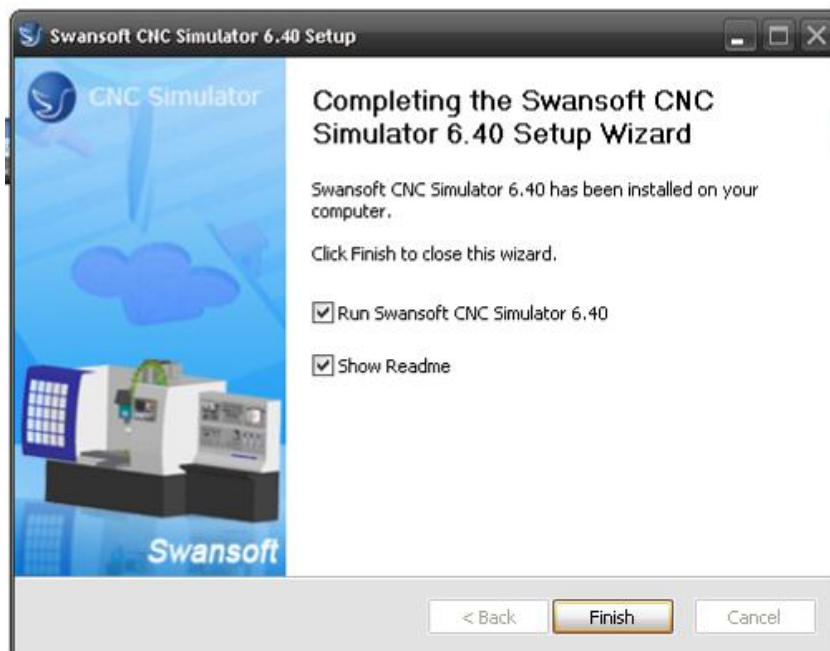 Swansoft CNC Simulator 6.40 Setup
CNC Simulator
Completing the Swansoft CNC
Simulator 6.40 Setup Wizard
Swansoft CNC Simulator 6.40 has been installed on your
computer.
Click Finish to close this wizard.
Run Swansoft CNC Simulator 6.40
Show Readme
Swansoft
< Back
Finish
Cancel